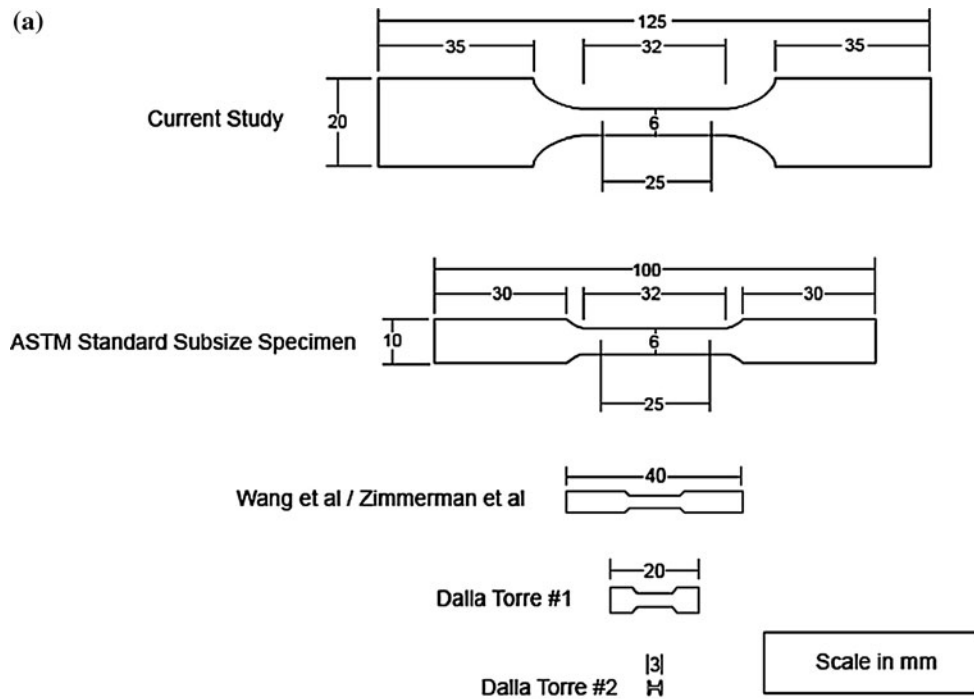 (a)
125
35 32 35
Current Study 20 6
25
100
30 32 30
ASTM Standard Subsize Specimen 10 6
25
40
Wang et al / Zimmerman et al
20
Dalla Torre #1
3
Dalla Torre #2
Scale in mm